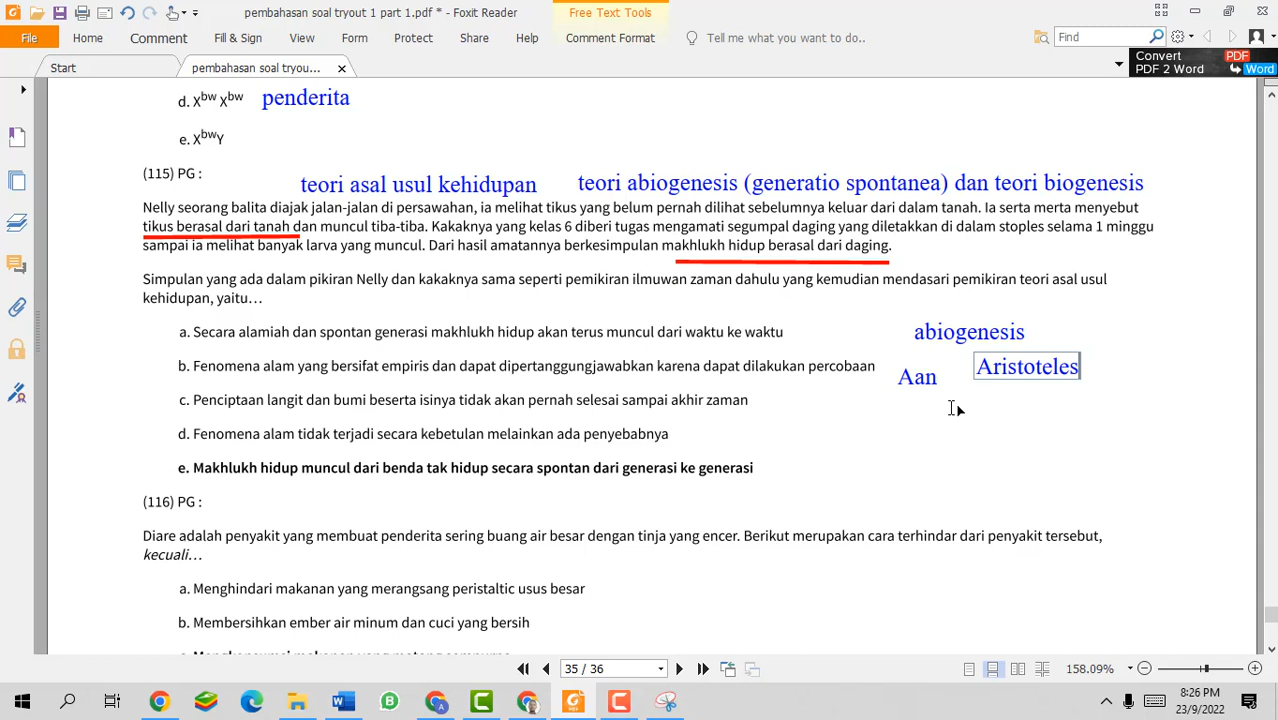 pembahasan soal tryout 1 part 1.pdf * - Foxit Reader
Free Text Tools
File
Home
Comment
Fill & Sign
View
Form
Protect
Share
Help
Comment Format
Tell me what you want to do..
Find
Start
pembahasan soal tryou...
Convert PDF
PDF 2 Word Word
d. Xbw Xbw penderita
e. XbwY
(115) PG :
teori asal usul kehidupan teori abiogenesis (generatio spontanea) dan teori biogenesis
Nelly seorang balita diajak jalan-jalan di persawahan, ia melihat tikus yang belum pernah dilihat sebelumnya keluar dari dalam tanah. Ia serta merta menyebut
tikus berasal dari tanah dan muncul tiba-tiba. Kakaknya yang kelas 6 diberi tugas mengamati segumpal daging yang diletakkan di dalam stoples selama 1 minggu
sampai ia melihat banyak larva yang muncul. Dari hasil amatannya berkesimpulan makhlukh hidup berasal dari daging.
Simpulan yang ada dalam pikiran Nelly dan kakaknya sama seperti pemikiran ilmuwan zaman dahulu yang kemudian mendasari pemikiran teori asal usul
kehidupan, yaitu…
a. Secara alamiah dan spontan generasi makhlukh hidup akan terus muncul dari waktu ke waktu
abiogenesis
b. Fenomena alam yang bersifat empiris dan dapat dipertanggungjawabkan karena dapat dilakukan percobaan
Aan
Aristoteles
c. Penciptaan langit dan bumi beserta isinya tidak akan pernah selesai sampai akhir zaman
d. Fenomena alam tidak terjadi secara kebetulan melainkan ada penyebabnya
e. Makhlukh hidup muncul dari benda tak hidup secara spontan dari generasi ke generasi
(116) PG :
Diare adalah penyakit yang membuat penderita sering buang air besar dengan tinja yang encer. Berikut merupakan cara terhindar dari penyakit tersebut,
kecuali…
a. Menghindari makanan yang merangsang peristaltic usus besar
b. Membersihkan ember air minum dan cuci yang bersih
35 / 36
158.09%
8:26 PM
23/9/2022